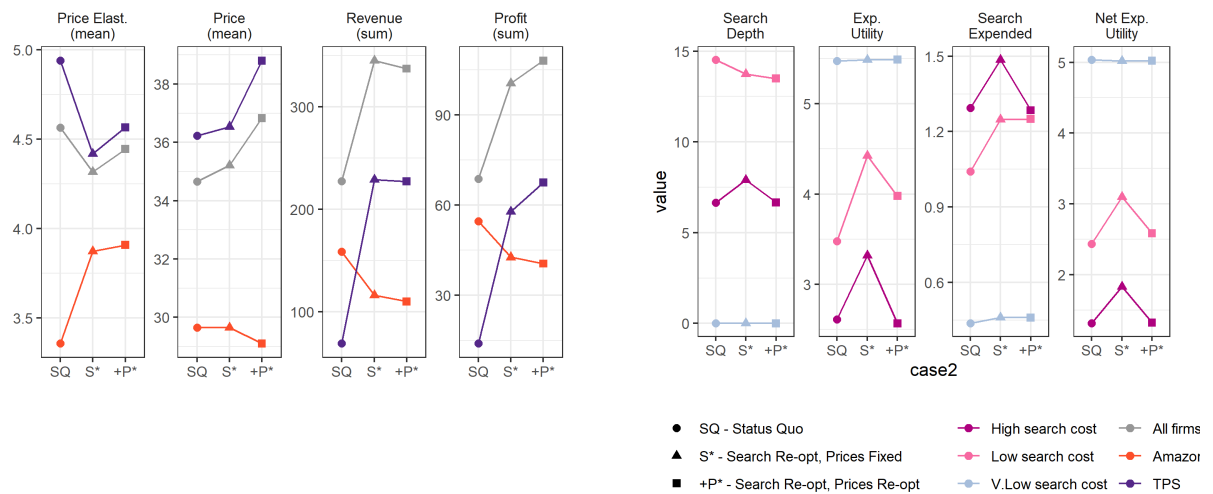 Price Elast.
(mean)
Price
(mean)
Revenue
(sum)
Profit
(sum)
5.0
4.5
4.0
3.5
38
36
34
32
30
300
200
100
90
60
30
SQ S* +P*
SQ S* +P*
SQ S* +P*
SQ S* +P*
Search
Depth
Exp.
Utility
Search
Expended
Net Exp.
Utility
value
15
10
5
0
5
4
3
1.5
1.2
0.9
0.6
5
4
3
2
SQ S* +P*
SQ S* +P*
SQ S* +P*
SQ S* +P*
case2
SQ - Status Quo
S* - Search Re-opt, Prices Fixed
+P* - Search Re-opt, Prices Re-opt
High search cost
Low search cost
V.Low search cost
All firms
Amazon
TPS